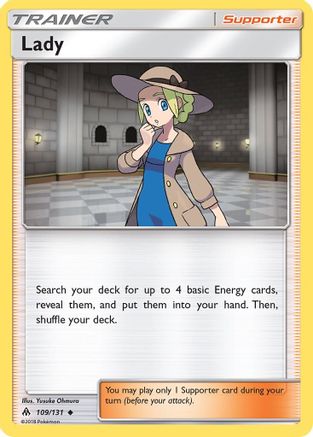 TRAINER
Supporter
Lady
Search your deck for up to 4 basic Energy cards,
reveal them, and put them into your hand. Then,
shuffle your deck.
Illus. Yusuke Ohmura
109/131
©2018 Pokémon
You may play only 1 Supporter card during your
turn (before your attack).